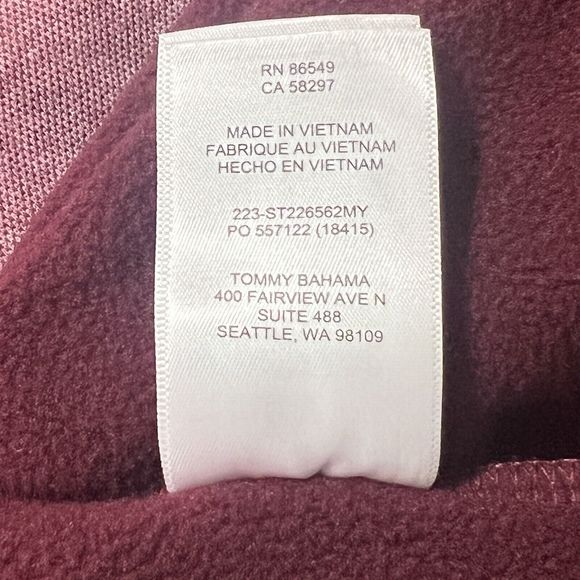 RN 86549
CA 58297
MADE IN VIETNAM
FABRIQUE AU VIETNAM
HECHO EN VIETNAM
223-ST226562MY
PO 557122 (18415)
TOMMY BAHAMA
400 FAIRVIEW AVE N
SUITE 488
SEATTLE, WA 98109